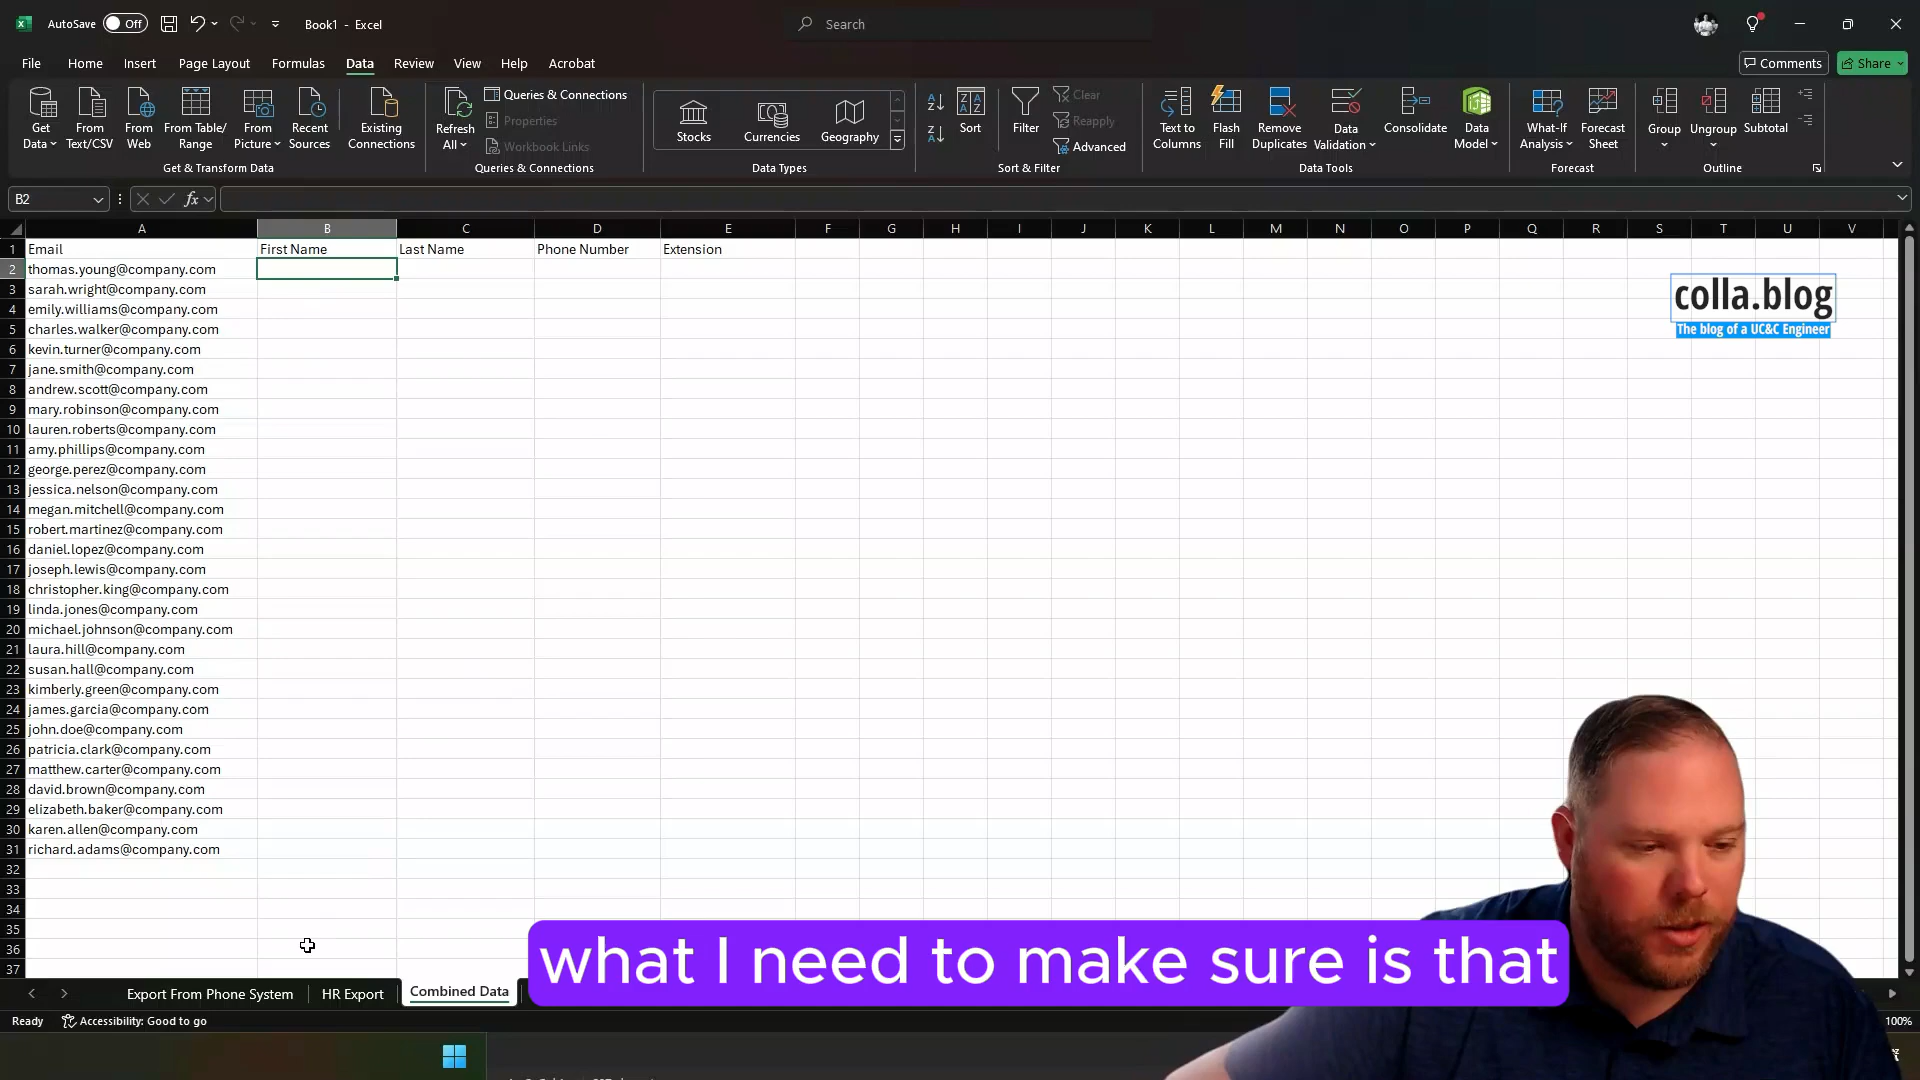 AutoSave Off Book1 - Excel Search
File Home Insert Page Layout Formulas Data Review View Help Acrobat Comments Share
Get Data From Text/CSV From Web From Table/Range From Picture Recent Sources Existing Connections
Get & Transform Data
Refresh All Queries & Connections Properties Workbook Links
Queries & Connections
Stocks Currencies Geography
Data Types
Sort Filter Clear Reapply Advanced
Sort & Filter
Text to Columns Flash Fill Remove Duplicates Data Validation Consolidate Data Model
Data Tools
What-If Analysis Forecast Sheet
Forecast
Group Ungroup Subtotal
Outline
B2 fx
A B C D E F G H I J K L M N O P Q R S T U V
1 Email First Name Last Name Phone Number Extension
2 thomas.young@company.com
3 sarah.wright@company.com
4 emily.williams@company.com
5 charles.walker@company.com
6 kevin.turner@company.com
7 jane.smith@company.com
8 andrew.scott@company.com
9 mary.robinson@company.com
10 lauren.roberts@company.com
11 amy.phillips@company.com
12 george.perez@company.com
13 jessica.nelson@company.com
14 megan.mitchell@company.com
15 robert.martinez@company.com
16 daniel.lopez@company.com
17 joseph.lewis@company.com
18 christopher.king@company.com
19 linda.jones@company.com
20 michael.johnson@company.com
21 laura.hill@company.com
22 susan.hall@company.com
23 kimberly.green@company.com
24 james.garcia@company.com
25 john.doe@company.com
26 patricia.clark@company.com
27 matthew.carter@company.com
28 david.brown@company.com
29 elizabeth.baker@company.com
30 karen.allen@company.com
31 richard.adams@company.com
32
33
34
35
36
37
colla.blog
The blog of a UC&C Engineer
what I need to make sure is that
Export From Phone System HR Export Combined Data
Ready Accessibility: Good to go 100%